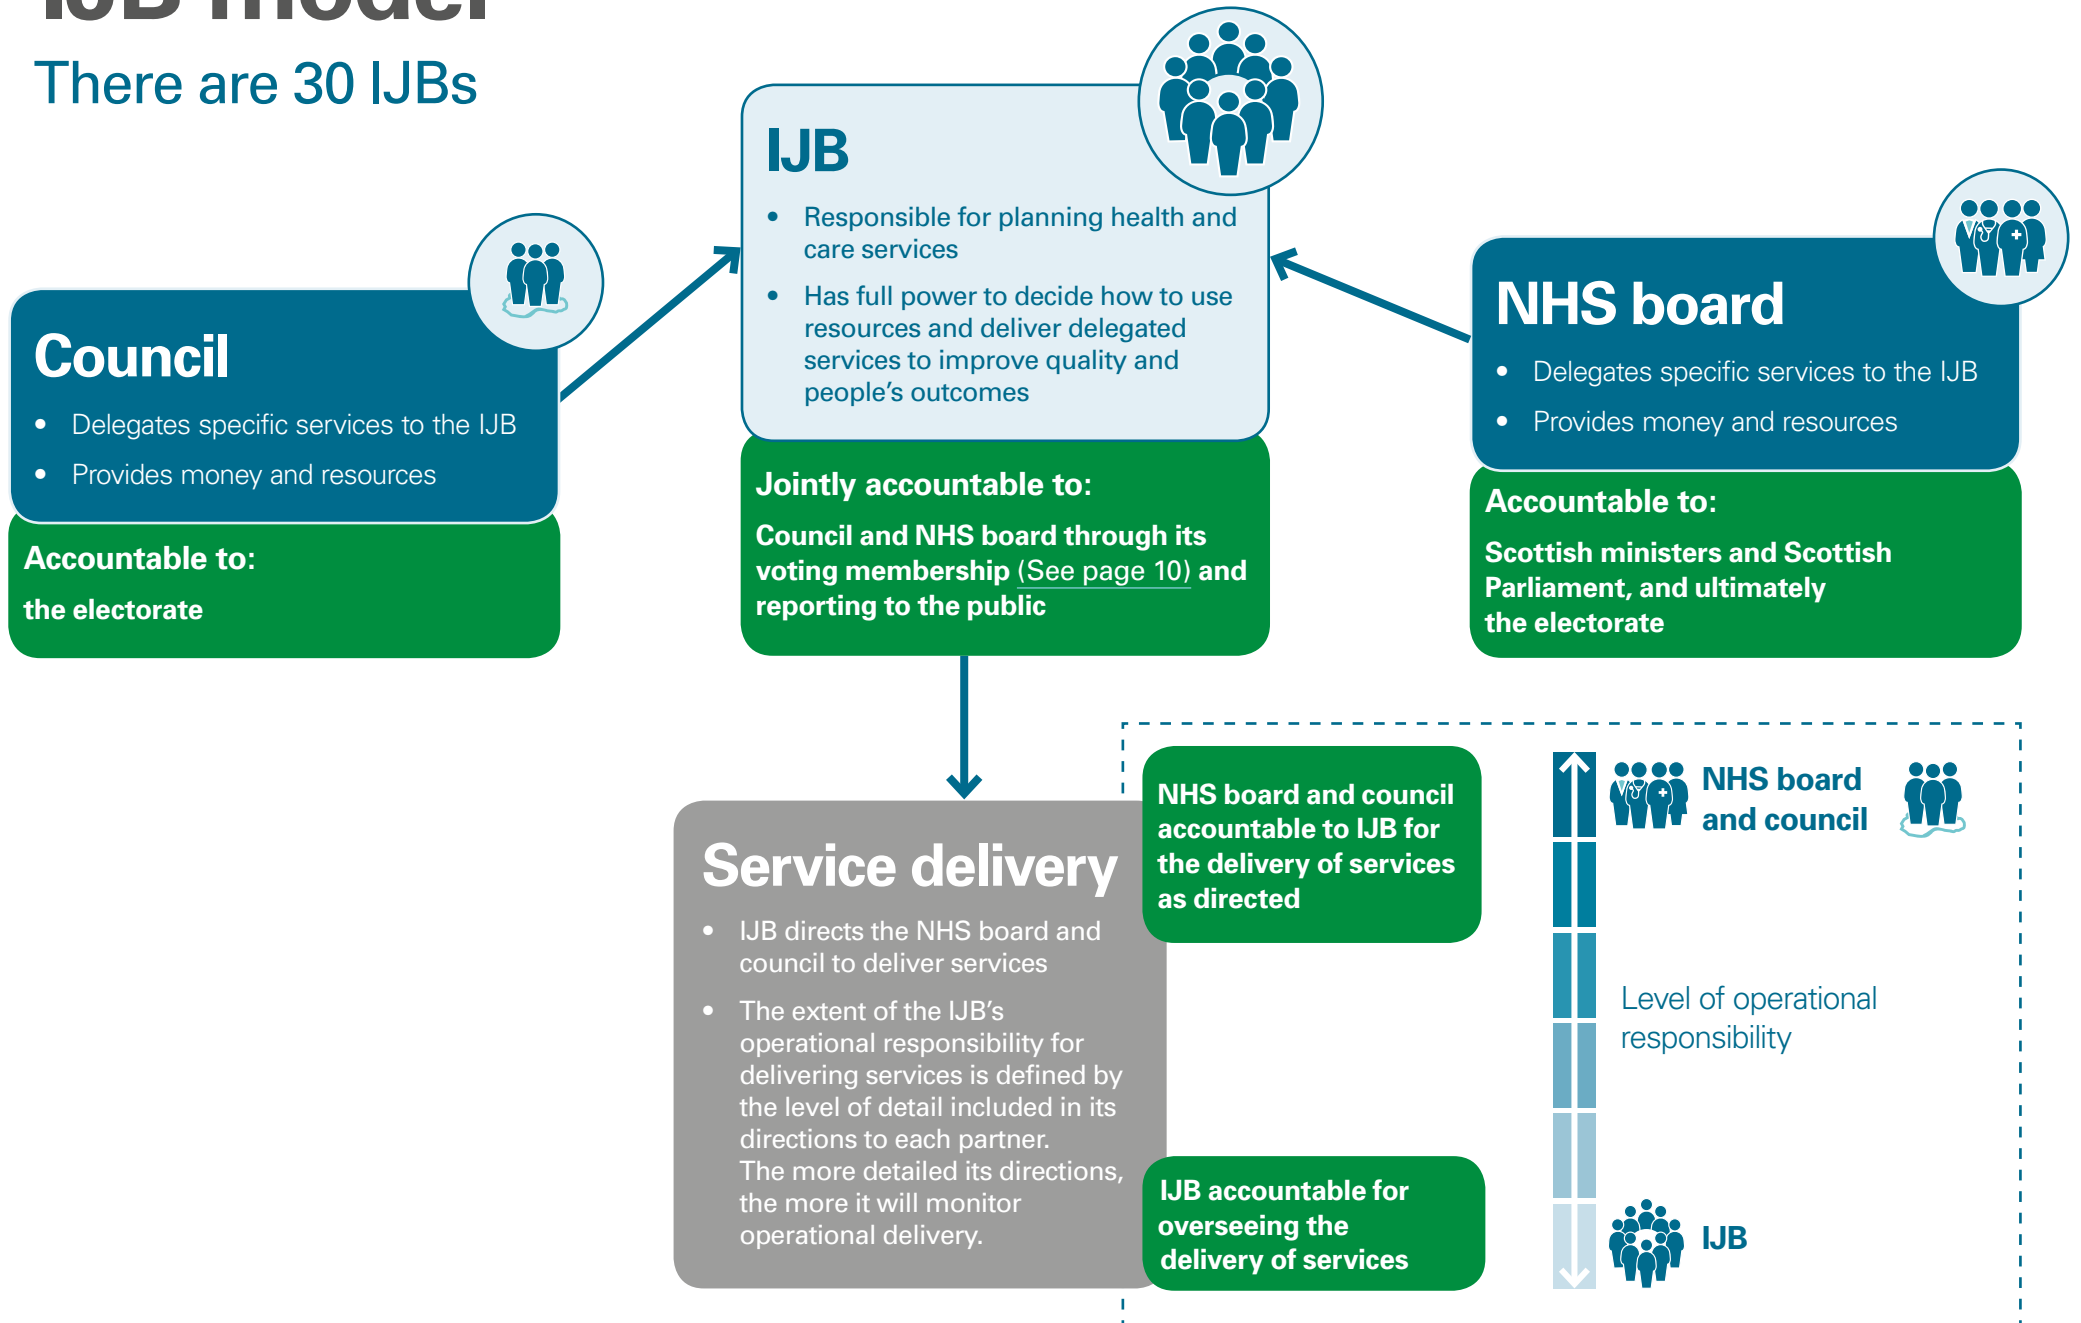 IJB model
There are 30 IJBs
IJB
• Responsible for planning health and
care services
• Has full power to decide how to use
resources and deliver delegated
services to improve quality and
people’s outcomes
Jointly accountable to:
Council and NHS board through its
voting membership (See page 10) and
reporting to the public
Council
• Delegates specific services to the IJB
• Provides money and resources
Accountable to:
the electorate
NHS board
• Delegates specific services to the IJB
• Provides money and resources
Accountable to:
Scottish ministers and Scottish
Parliament, and ultimately
the electorate
Service delivery
• IJB directs the NHS board and
council to deliver services
• The extent of the IJB’s
operational responsibility for
delivering services is defined by
the level of detail included in its
directions to each partner.
The more detailed its directions,
the more it will monitor
operational delivery.
NHS board and council
accountable to IJB for
the delivery of services
as directed
IJB accountable for
overseeing the
delivery of services
NHS board
and council
Level of operational
responsibility
IJB